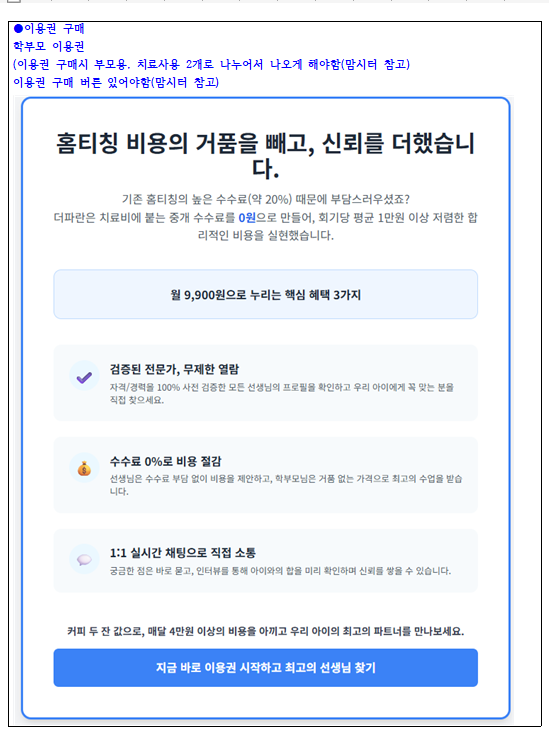 ●이용권 구매
학부모 이용권
(이용권 구매시 부모용. 치료사용 2개로 나누어서 나오게 해야함(맘시터 참고)
이용권 구매 버튼 있어야함(맘시터 참고)
홈티칭 비용의 거품을 빼고, 신뢰를 더했습니
다.
기존 홈티칭의 높은 수수료(약 20%) 때문에 부담스러우셨죠?
더파란은 치료비에 붙는 중개 수수료를 0원으로 만들어, 회기당 평균 1만원 이상 저렴한 합
리적인 비용을 실현했습니다.
월 9,900원으로 누리는 핵심 혜택 3가지
검증된 전문가, 무제한 열람
자격/경력을 100% 사전 검증한 모든 선생님의 프로필을 확인하고 우리 아이에게 꼭 맞는 분을
직접 찾으세요.
수수료 0%로 비용 절감
선생님은 수수료 부담 없이 비용을 제안하고, 학부모님은 거품 없는 가격으로 최고의 수업을 받습
니다.
1:1 실시간 채팅으로 직접 소통
궁금한 점은 바로 묻고, 인터뷰를 통해 아이와의 합을 미리 확인하며 신뢰를 쌓을 수 있습니다.
커피 두 잔 값으로, 매달 4만원 이상의 비용을 아끼고 우리 아이의 최고의 파트너를 만나보세요.
지금 바로 이용권 시작하고 최고의 선생님 찾기